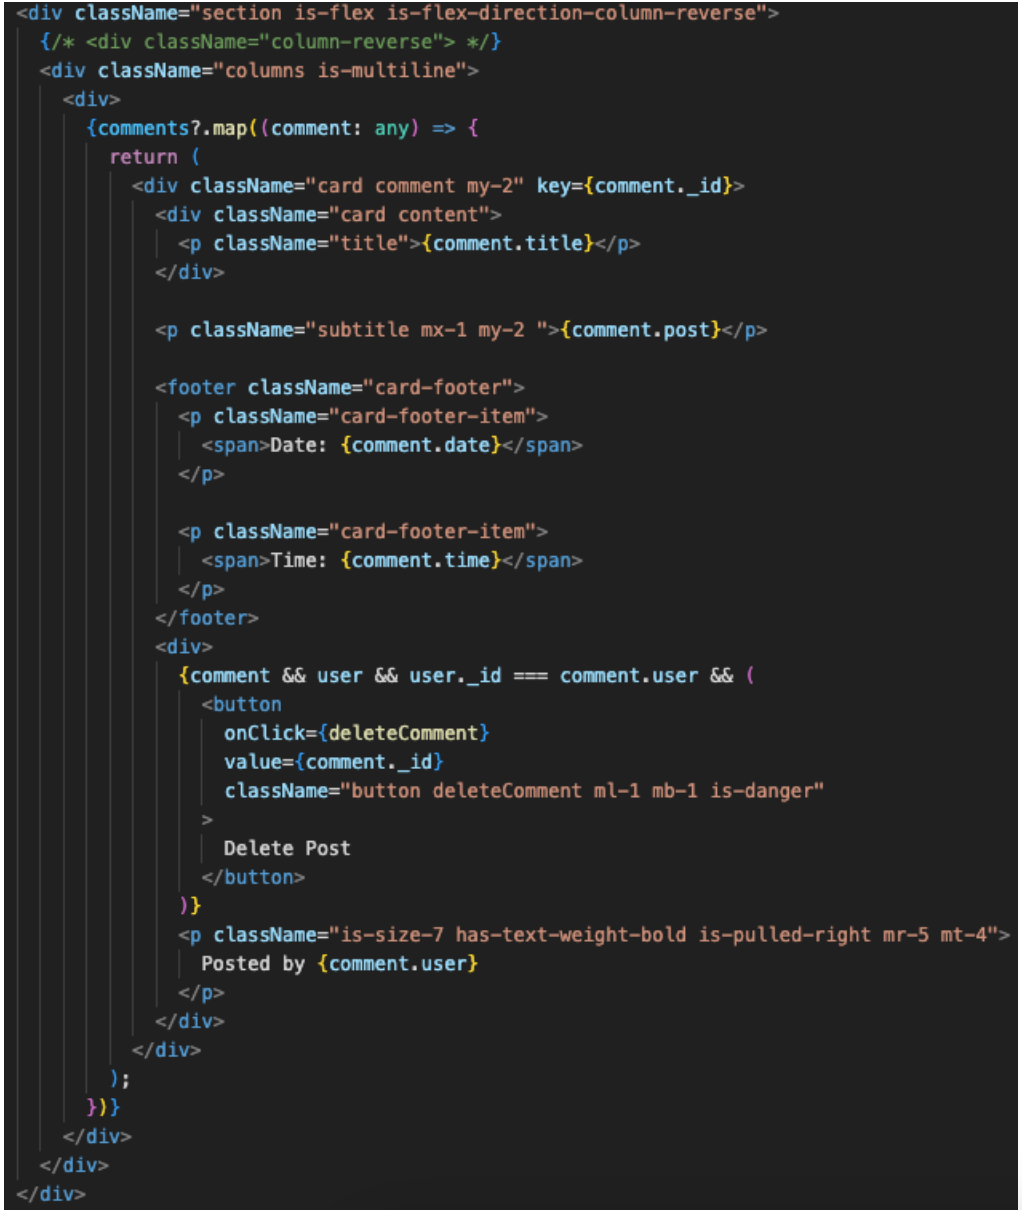 <div className="section is-flex is-flex-direction-column-reverse">
{/* <div className="column-reverse"> */}
<div className="columns is-multiline">
<div>
{comments?.map((comment: any) => {
return (
<div className="card comment my-2" key={comment._id}>
<div className="card content">
<p className="title">{comment.title}</p>
</div>
<p className="subtitle mx-1 my-2 ">{comment.post}</p>
<footer className="card-footer">
<p className="card-footer-item">
<span>Date: {comment.date}</span>
</p>
<p className="card-footer-item">
<span>Time: {comment.time}</span>
</p>
</footer>
<div>
{comment && user && user._id === comment.user && (
<button
onClick={deleteComment}
value={comment._id}
className="button deleteComment ml-1 mb-1 is-danger"
>
Delete Post
</button>
)}
<p className="is-size-7 has-text-weight-bold is-pulled-right mr-5 mt-4">
Posted by {comment.user}
</p>
</div>
</div>
);
})}
</div>
</div>
</div>